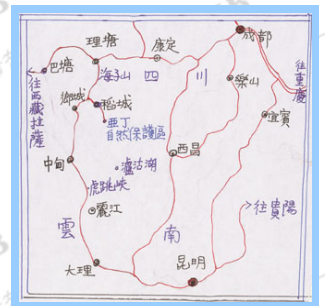 成都
理塘
康定
巴塘
海子山
四
川
往重慶
往西藏拉薩
樂山
鄉城
稻城
宜賓
亞丁
自然保護區
西昌
中甸
瀘沽湖
虎跳峽
麗江
往貴陽
雲
南
大理
昆明